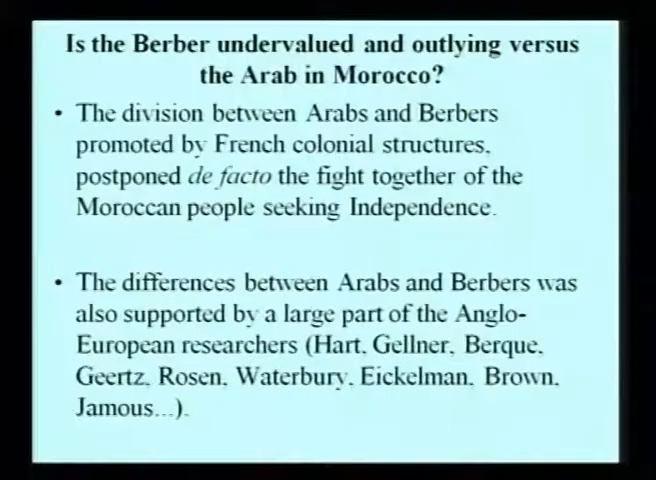 Is the Berber undervalued and outlying versus
the Arab in Morocco?
• The division between Arabs and Berbers
promoted by French colonial structures,
postponed de facto the fight together of the
Moroccan people seeking Independence.
• The differences between Arabs and Berbers was
also supported by a large part of the Anglo-
European researchers (Hart, Gellner, Berque,
Geertz, Rosen, Waterbury, Eickelman, Brown,
Jamous...).